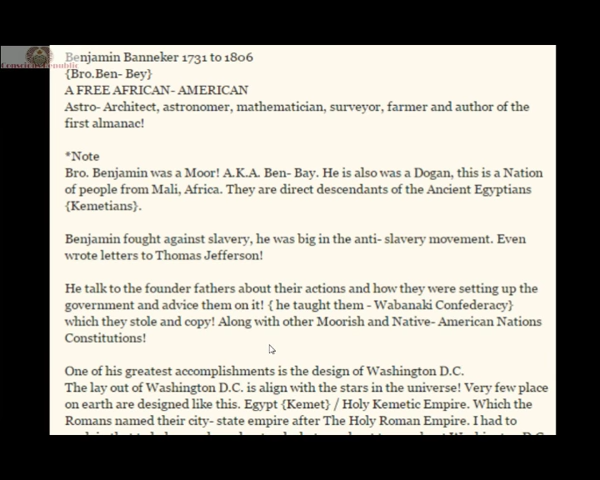 Conscious Republic
Benjamin Banneker 1731 to 1806
{Bro.Ben- Bey}
A FREE AFRICAN- AMERICAN
Astro- Architect, astronomer, mathematician, surveyor, farmer and author of the
first almanac!
*Note
Bro. Benjamin was a Moor! A.K.A. Ben- Bay. He is also was a Dogan, this is a Nation
of people from Mali, Africa. They are direct descendants of the Ancient Egyptians
{Kemetians}.
Benjamin fought against slavery, he was big in the anti- slavery movement. Even
wrote letters to Thomas Jefferson!
He talk to the founder fathers about their actions and how they were setting up the
government and advice them on it! { he taught them - Wabanaki Confederacy}
which they stole and copy! Along with other Moorish and Native- American Nations
Constitutions!
One of his greatest accomplishments is the design of Washington D.C.
The lay out of Washington D.C. is align with the stars in the universe! Very few place
on earth are designed like this. Egypt {Kemet} / Holy Kemetic Empire. Which the
Romans named their city- state empire after The Holy Roman Empire. I had to